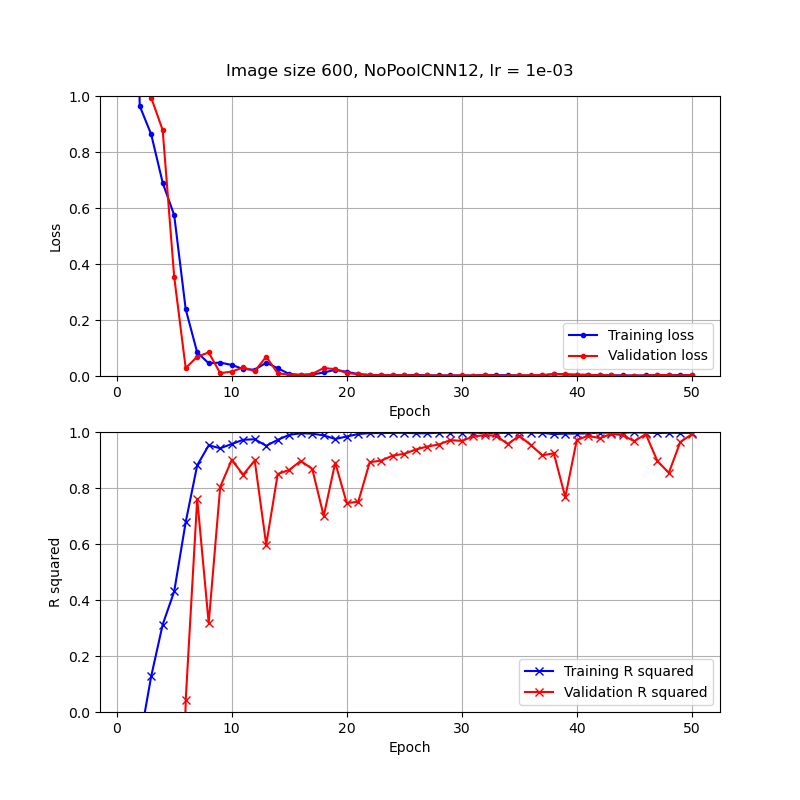 Image size 600, NoPoolCNN12, lr = 1e-03
1.0
0.8
0.6
0.4
0.2
0.0
Loss
Training loss
Validation loss
0 10 20 30 40 50
Epoch
1.0
0.8
0.6
0.4
0.2
0.0
R squared
Training R squared
Validation R squared
0 10 20 30 40 50
Epoch